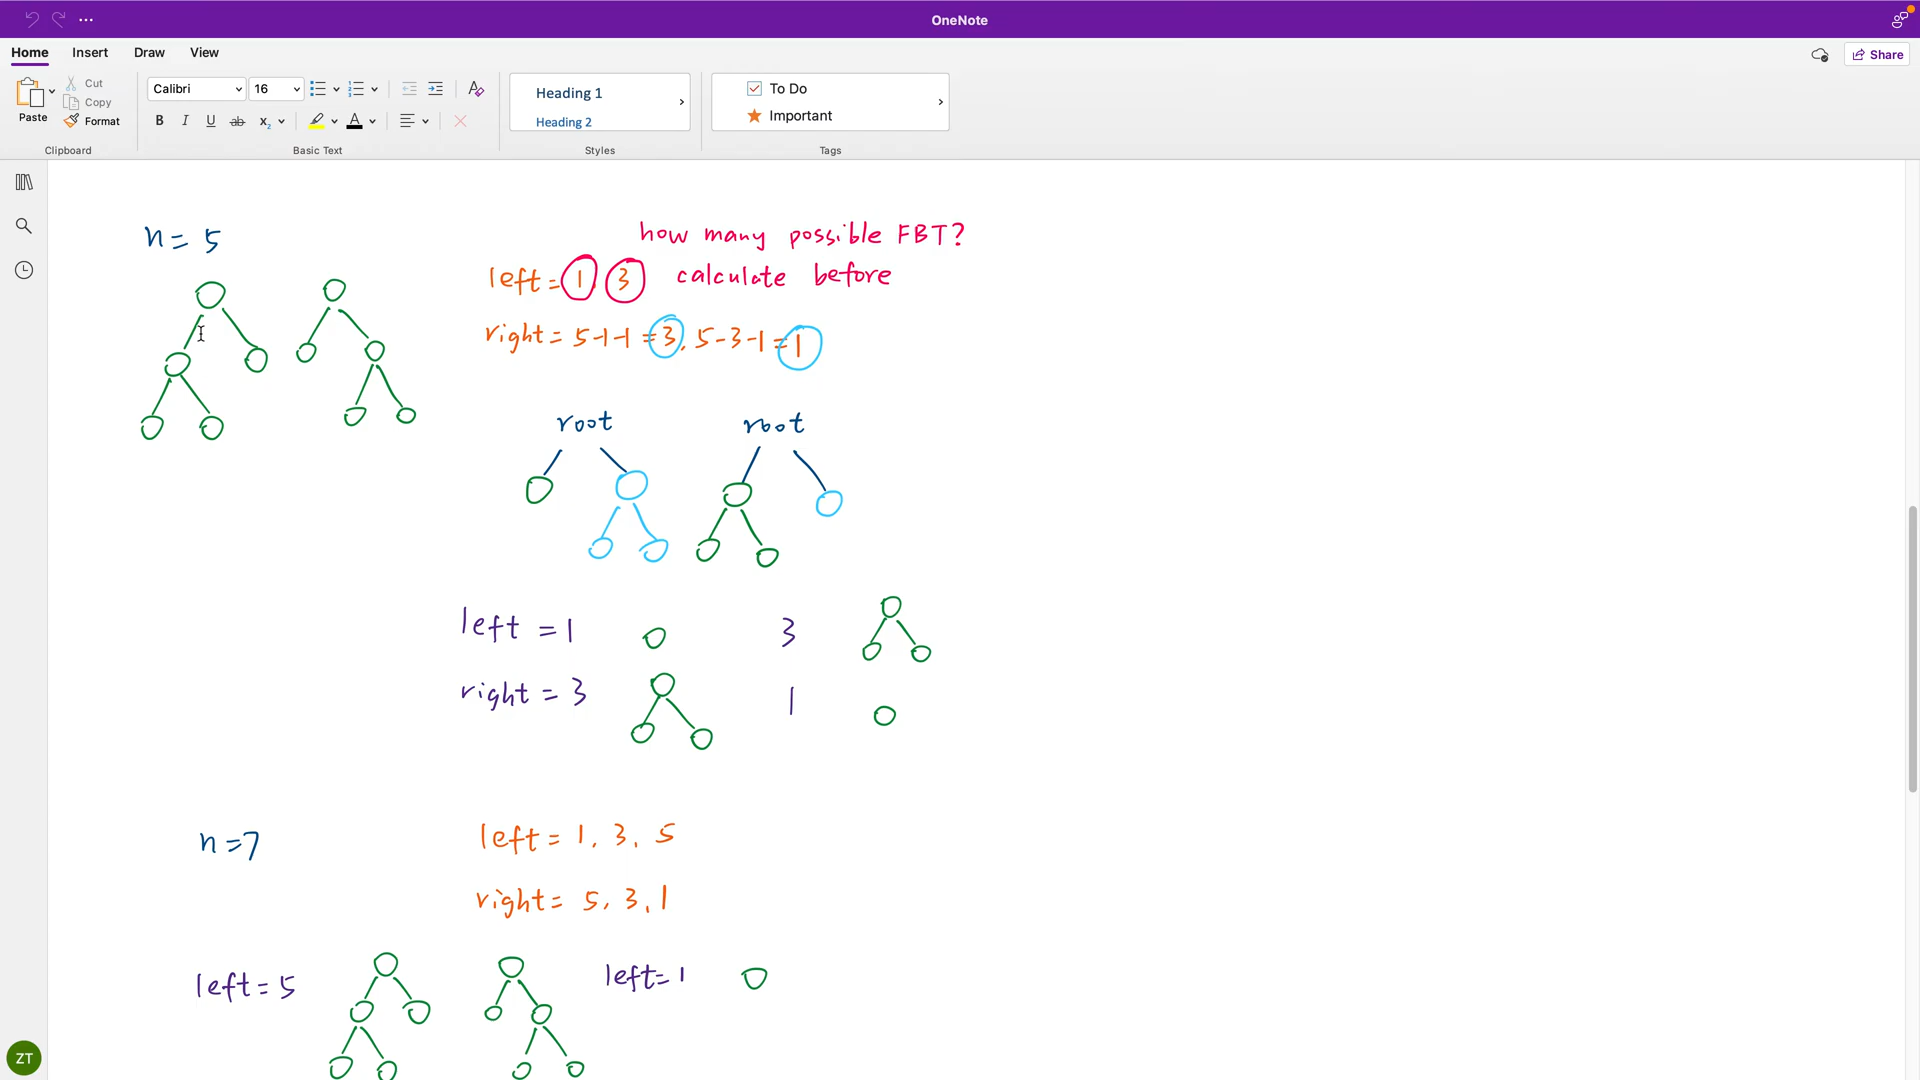 OneNote
Home Insert Draw View
Share
Paste
Cut
Copy
Format
Calibri 16
B I U ab x₂ A
Heading 1
Heading 2
To Do
Important
Clipboard Basic Text Styles Tags
n = 5
how many possible FBT?
left = 1, 3 calculate before
right = 5-1-1 = 3, 5-3-1 = 1
root root
left = 1 3
right = 3 1
n = 7
left = 1, 3, 5
right = 5, 3, 1
left = 5 left = 1
ZT